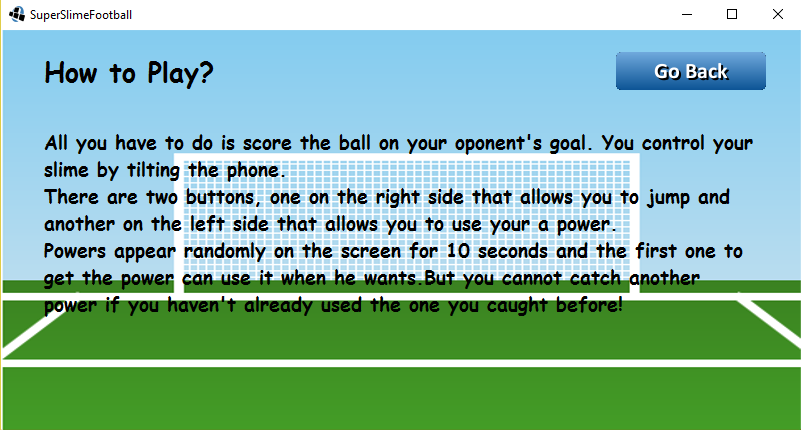 SuperSlimeFootball
How to Play?
Go Back
All you have to do is score the ball on your oponent's goal. You control your
slime by tilting the phone.
There are two buttons, one on the right side that allows you to jump and
another on the left side that allows you to use your a power.
Powers appear randomly on the screen for 10 seconds and the first one to
get the power can use it when he wants.But you cannot catch another
power if you haven't already used the one you caught before!